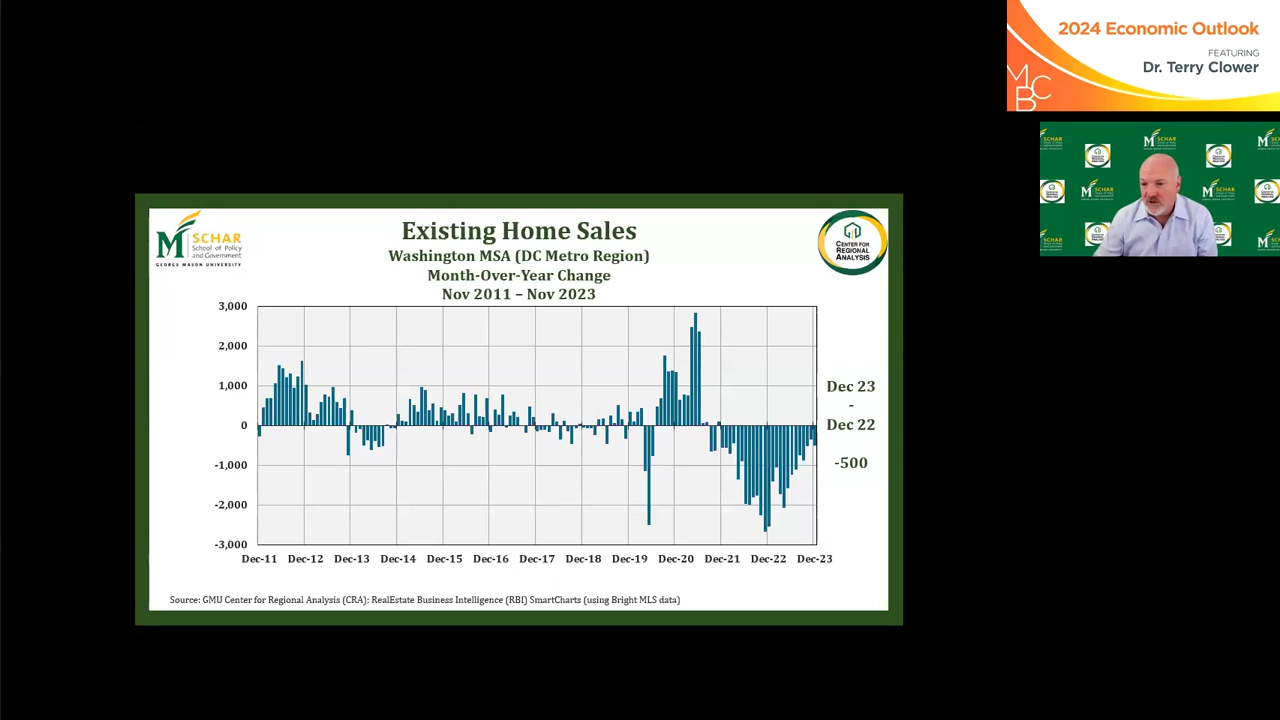 2024 Economic Outlook
FEATURING
Dr. Terry Clower
MCB
M SCHAR
School of Policy
and Government
GEORGE MASON UNIVERSITY
Existing Home Sales
Washington MSA (DC Metro Region)
Month-Over-Year Change
Nov 2011 – Nov 2023
CENTER FOR
REGIONAL
ANALYSIS
3,000
2,000
1,000
0
-1,000
-2,000
-3,000
Dec-11 Dec-12 Dec-13 Dec-14 Dec-15 Dec-16 Dec-17 Dec-18 Dec-19 Dec-20 Dec-21 Dec-22 Dec-23
Dec 23
-
Dec 22
-500
Source: GMU Center for Regional Analysis (CRA): RealEstate Business Intelligence (RBI) SmartCharts (using Bright MLS data)
M SCHAR
M SCHAR
M SCHAR